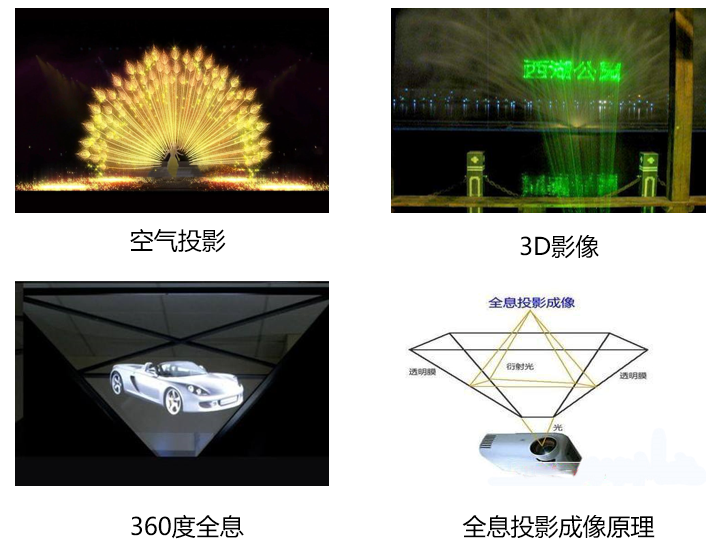 西湖公园
空气投影
3D影像
全息投影成像
透明膜
衍射光
透明膜
光
360度全息
全息投影成像原理